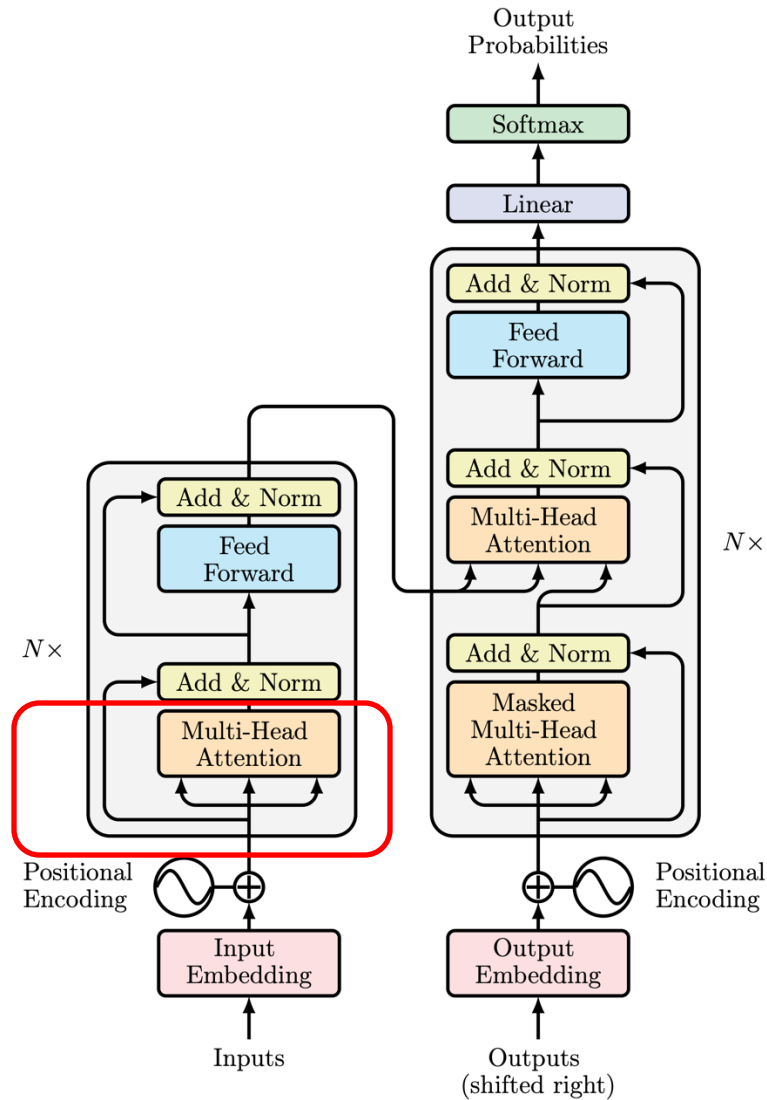 Output
Probabilities
Softmax
Linear
Add & Norm
Feed
Forward
Add & Norm
Multi-Head
Attention
N×
Add & Norm
Masked
Multi-Head
Attention
Add & Norm
Feed
Forward
N×
Add & Norm
Multi-Head
Attention
Positional
Encoding
Positional
Encoding
Input
Embedding
Output
Embedding
Inputs
Outputs
(shifted right)